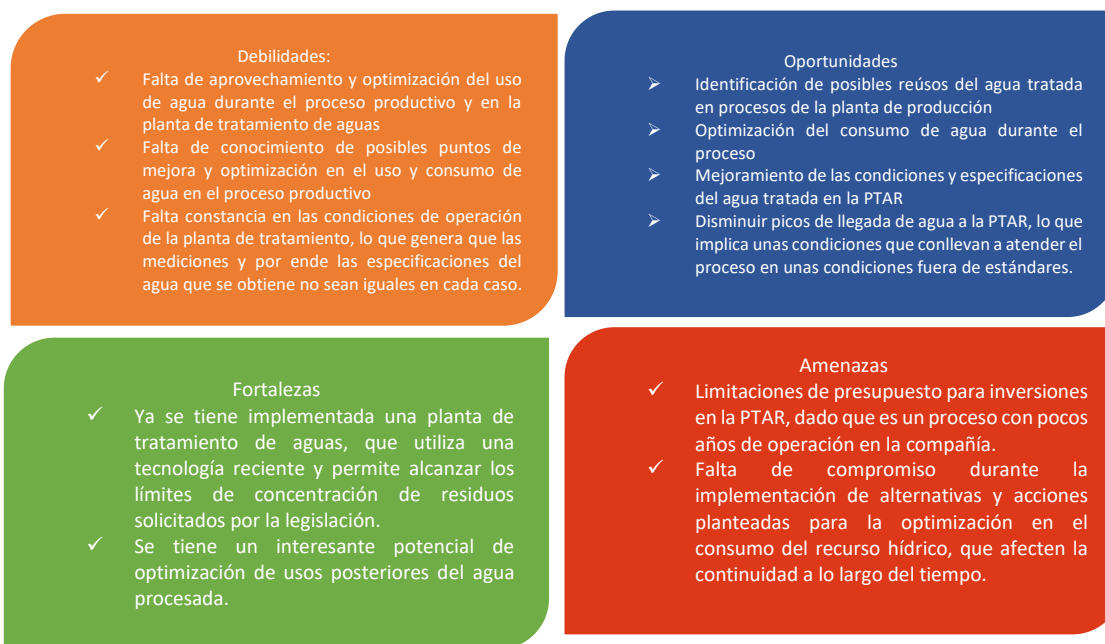 Debilidades:
✓ Falta de aprovechamiento y optimización del uso
de agua durante el proceso productivo y en la
planta de tratamiento de aguas
✓ Falta de conocimiento de posibles puntos de
mejora y optimización en el uso y consumo de
agua en el proceso productivo
✓ Falta constancia en las condiciones de operación
de la planta de tratamiento, lo que genera que las
mediciones y por ende las especificaciones del
agua que se obtiene no sean iguales en cada caso.
Oportunidades
➢ Identificación de posibles reúsos del agua tratada
en procesos de la planta de producción
➢ Optimización del consumo de agua durante el
proceso
➢ Mejoramiento de las condiciones y especificaciones
del agua tratada en la PTAR
➢ Disminuir picos de llegada de agua a la PTAR, lo que
implica unas condiciones que conllevan a atender el
proceso en unas condiciones fuera de estándares.
Fortalezas
✓ Ya se tiene implementada una planta de
tratamiento de aguas, que utiliza una
tecnología reciente y permite alcanzar los
límites de concentración de residuos
solicitados por la legislación.
✓ Se tiene un interesante potencial de
optimización de usos posteriores del agua
procesada.
Amenazas
✓ Limitaciones de presupuesto para inversiones
en la PTAR, dado que es un proceso con pocos
años de operación en la compañía.
✓ Falta de compromiso durante la
implementación de alternativas y acciones
planteadas para la optimización en el
consumo del recurso hídrico, que afecten la
continuidad a lo largo del tiempo.